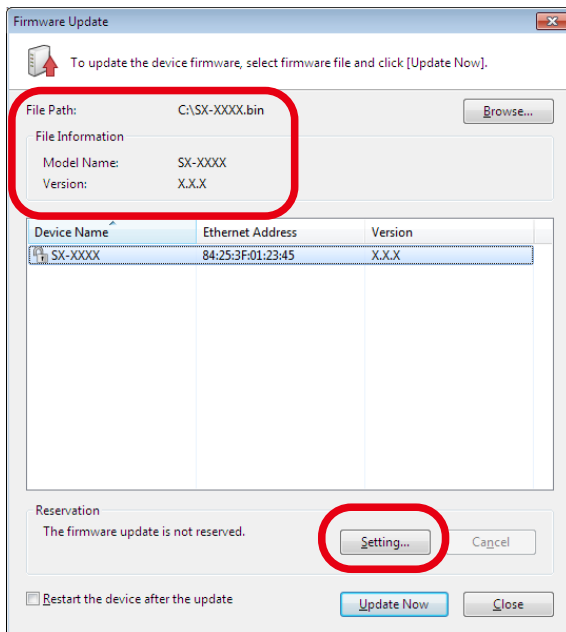 Firmware Update
To update the device firmware, select firmware file and click [Update Now].
File Path: C:\SX-XXXX.bin Browse...
File Information
Model Name: SX-XXXX
Version: X.X.X
Device Name Ethernet Address Version
SX-XXXX 84:25:3F:01:23:45 X.X.X
Reservation
The firmware update is not reserved.
Setting... Cancel
Restart the device after the update Update Now Close